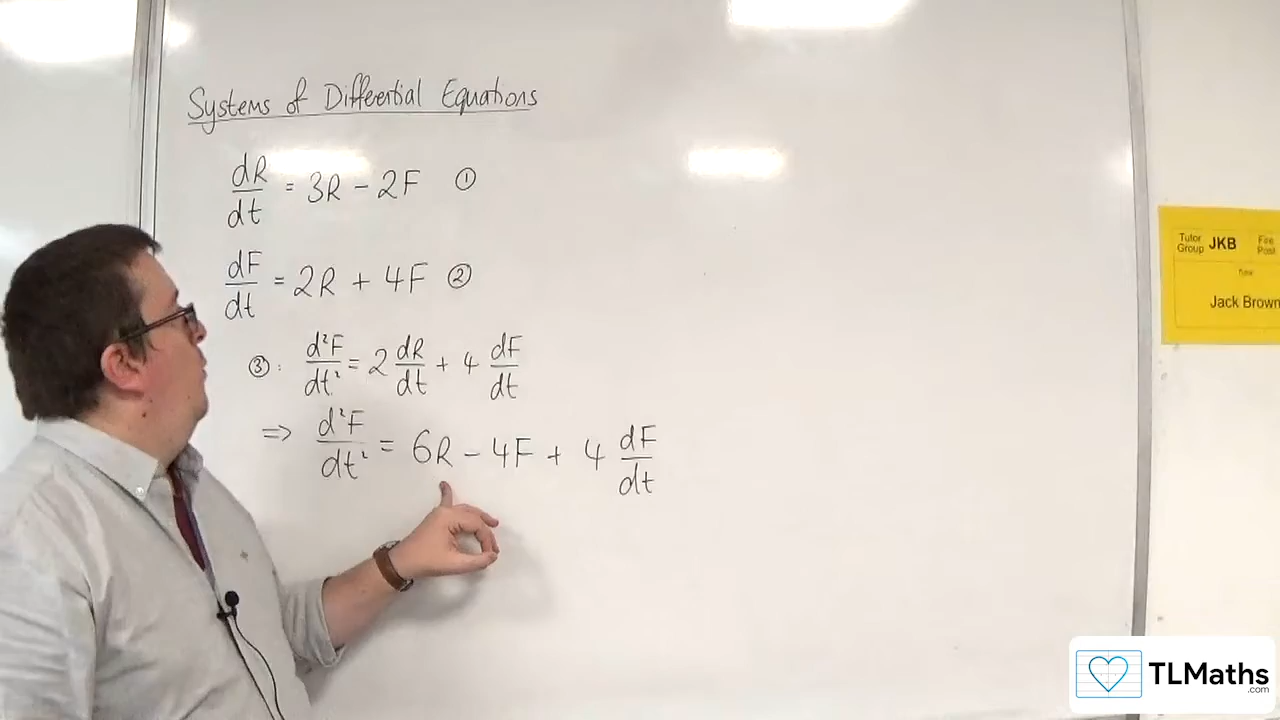 Systems of Differential Equations
dR/dt = 3R - 2F ①
dF/dt = 2R + 4F ②
③: d²F/dt² = 2 dR/dt + 4 dF/dt
⇒ d²F/dt² = 6R - 4F + 4 dF/dt
Tutor Group JKB Fire
Jack Brown
TLMaths
.com